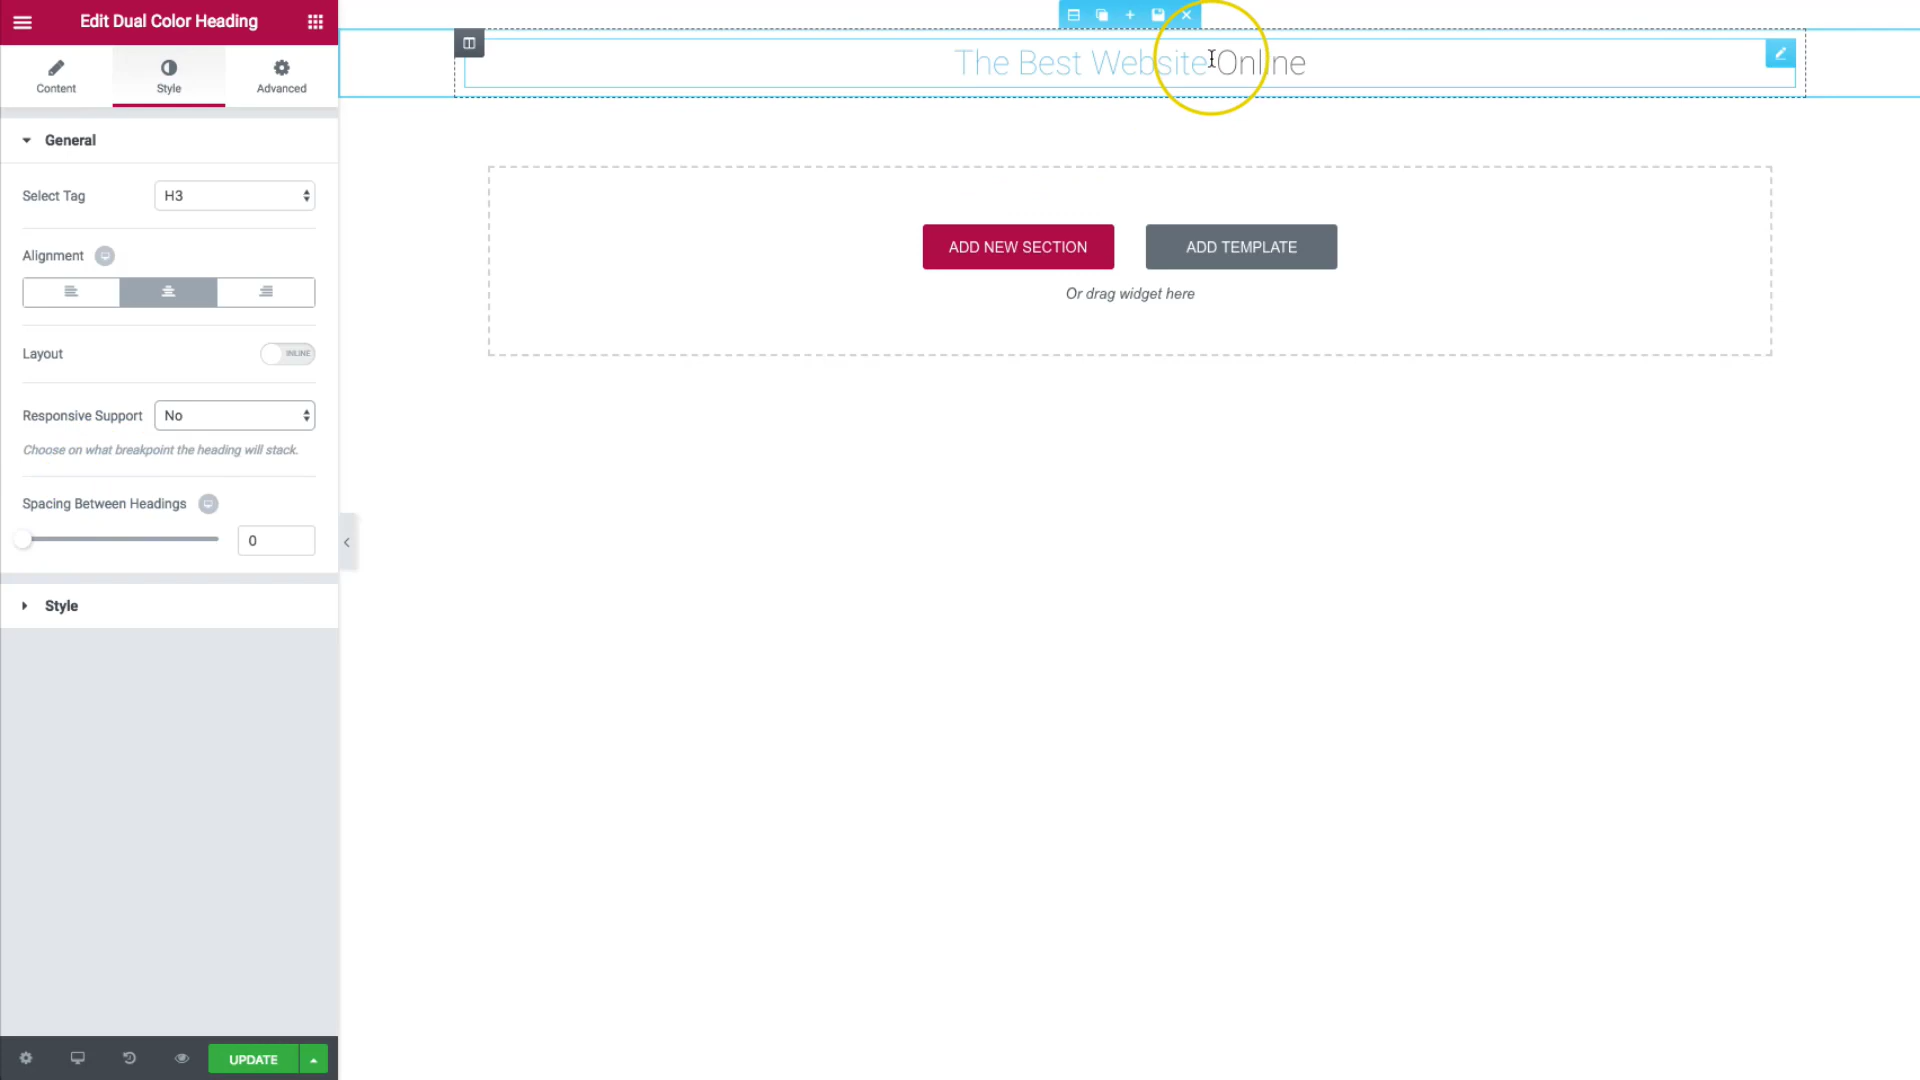 Edit Dual Color Heading
Content
Style
Advanced
General
Select Tag
H3
Alignment
Layout
INLINE
Responsive Support
No
Choose on what breakpoint the heading will stack.
Spacing Between Headings
0
Style
UPDATE
The Best Website Online
ADD NEW SECTION
ADD TEMPLATE
Or drag widget here